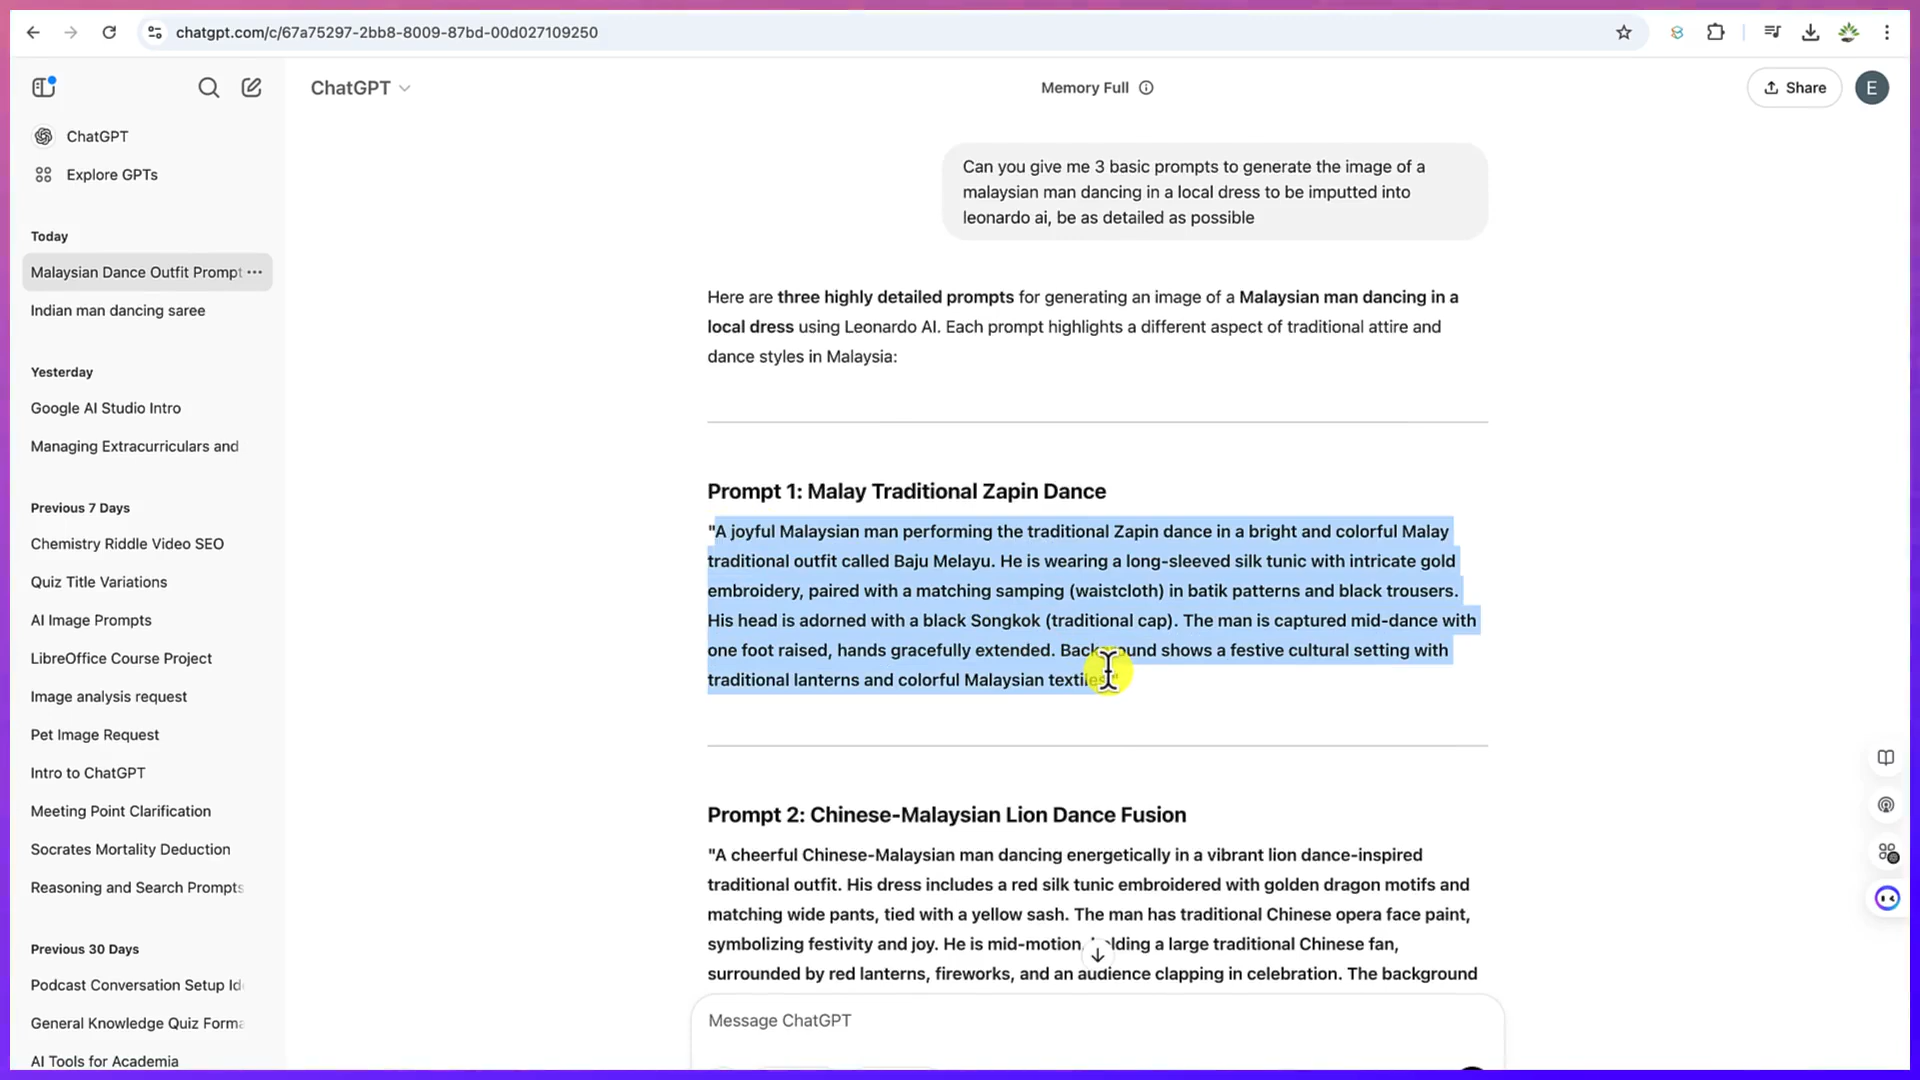 chatgpt.com/c/67a75297-2bb8-8009-87bd-00d027109250
ChatGPT
Memory Full
Share
E
ChatGPT
Explore GPTs
Today
Malaysian Dance Outfit Prompt
Indian man dancing saree
Yesterday
Google AI Studio Intro
Managing Extracurriculars and
Previous 7 Days
Chemistry Riddle Video SEO
Quiz Title Variations
AI Image Prompts
LibreOffice Course Project
Image analysis request
Pet Image Request
Intro to ChatGPT
Meeting Point Clarification
Socrates Mortality Deduction
Reasoning and Search Prompts
Previous 30 Days
Podcast Conversation Setup
General Knowledge Quiz
AI Tools for Academia
Can you give me 3 basic prompts to generate the image of a
malaysian man dancing in a local dress to be imputted into
leonardo ai, be as detailed as possible
Here are three highly detailed prompts for generating an image of a Malaysian man dancing in a
local dress using Leonardo AI. Each prompt highlights a different aspect of traditional attire and
dance styles in Malaysia:
Prompt 1: Malay Traditional Zapin Dance
"A joyful Malaysian man performing the traditional Zapin dance in a bright and colorful Malay
traditional outfit called Baju Melayu. He is wearing a long-sleeved silk tunic with intricate gold
embroidery, paired with a matching samping (waistcloth) in batik patterns and black trousers.
His head is adorned with a black Songkok (traditional cap). The man is captured mid-dance with
one foot raised, hands gracefully extended. Background shows a festive cultural setting with
traditional lanterns and colorful Malaysian textiles."
Prompt 2: Chinese-Malaysian Lion Dance Fusion
"A cheerful Chinese-Malaysian man dancing energetically in a vibrant lion dance-inspired
traditional outfit. His dress includes a red silk tunic embroidered with golden dragon motifs and
matching wide pants, tied with a yellow sash. The man has traditional Chinese opera face paint,
symbolizing festivity and joy. He is mid-motion, holding a large traditional Chinese fan,
surrounded by red lanterns, fireworks, and an audience clapping in celebration. The background
Message ChatGPT